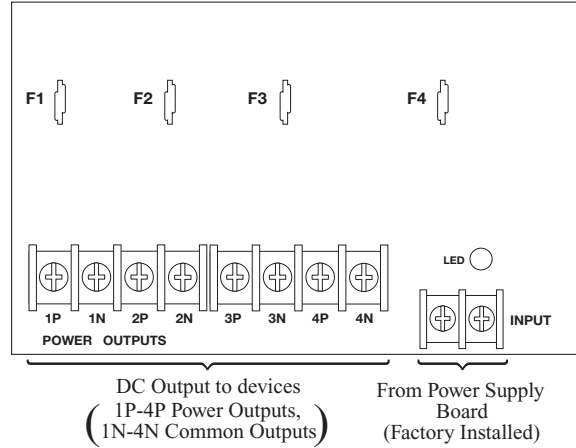 F1 F2 F3 F4
LED
1P 1N 2P 2N 3P 3N 4P 4N
INPUT
POWER OUTPUTS
DC Output to devices
(1P-4P Power Outputs,
1N-4N Common Outputs)
From Power Supply
Board
(Factory Installed)